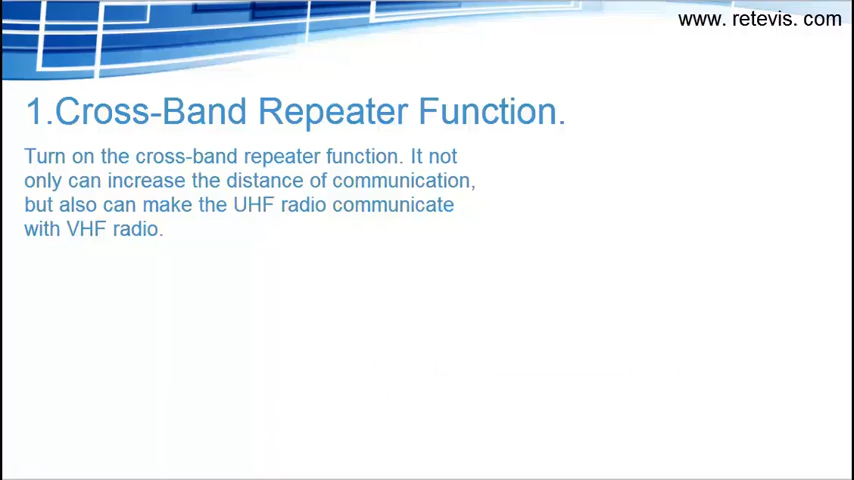 www. retevis. com
1.Cross-Band Repeater Function.
Turn on the cross-band repeater function. It not
only can increase the distance of communication,
but also can make the UHF radio communicate
with VHF radio.